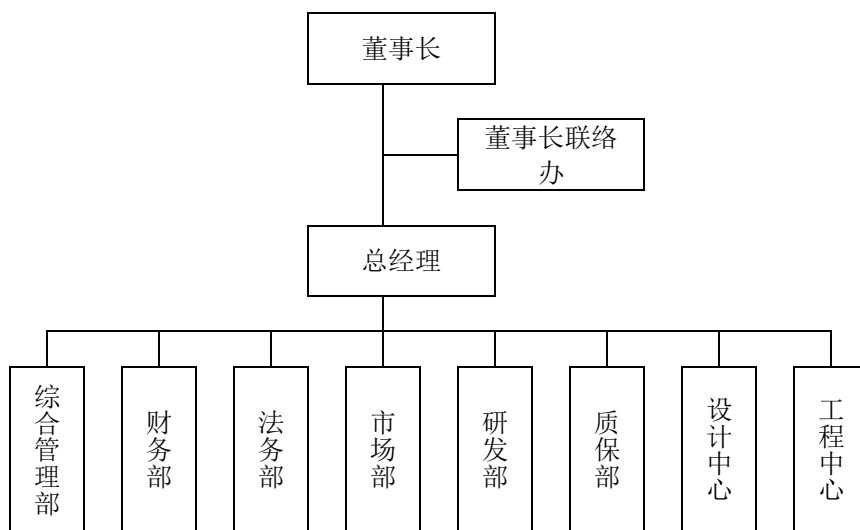 董事长
董事长联络
办
总经理
综合管理部
财务部
法务部
市场部
研发部
质保部
设计中心
工程中心